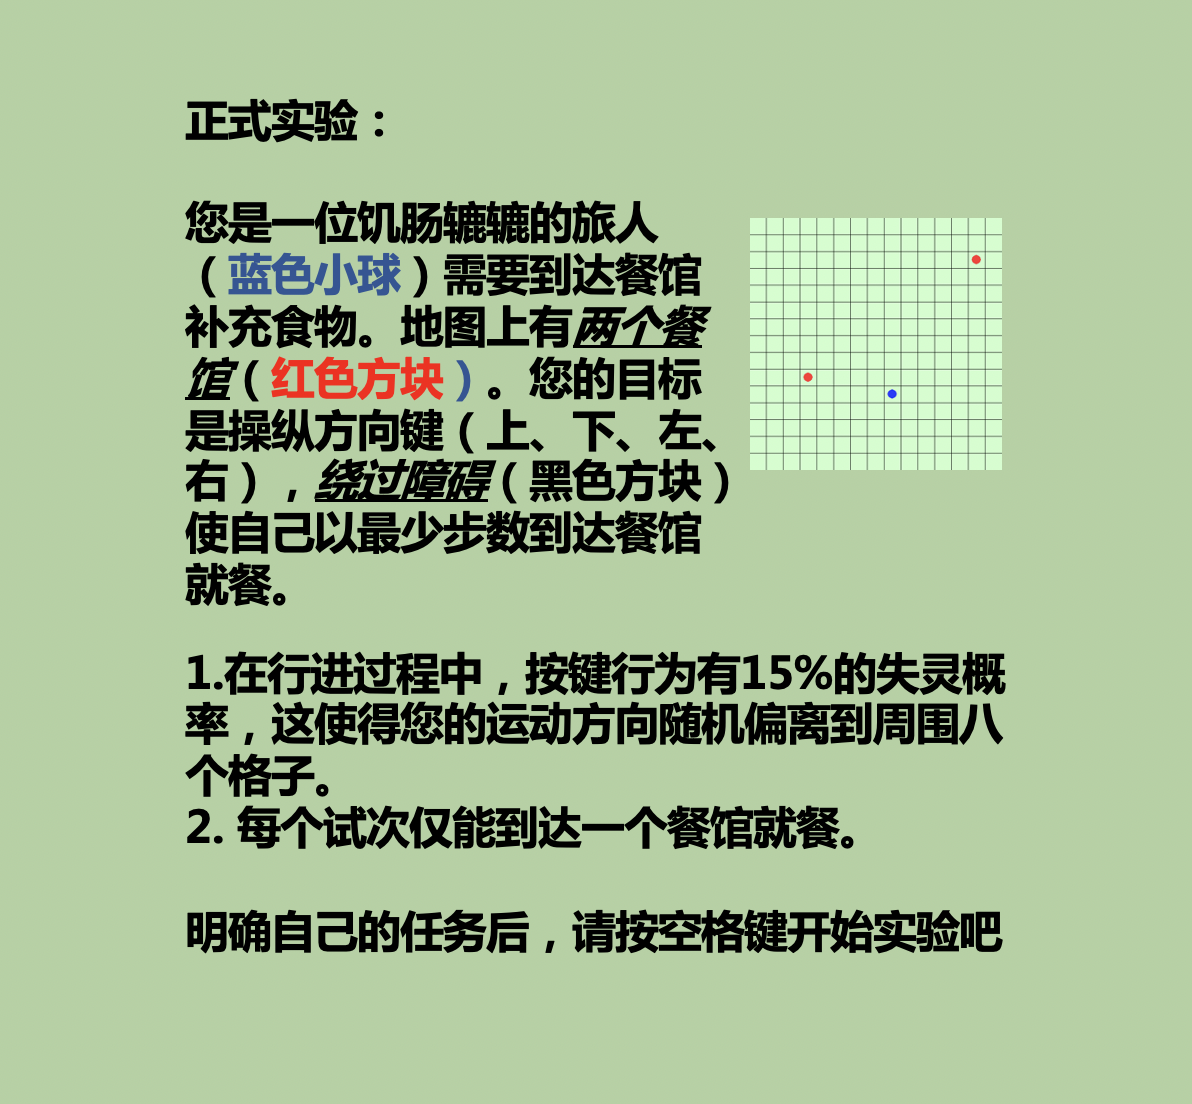 正式实验：
您是一位饥肠辘辘的旅人
（蓝色小球）需要到达餐馆
补充食物。地图上有两个餐
馆（红色方块）。您的目标
是操纵方向键（上、下、左、
右），绕过障碍（黑色方块）
使自己以最少步数到达餐馆
就餐。
1.在行进过程中，按键行为有15%的失灵概
率，这使得您的运动方向随机偏离到周围八
个格子。
2. 每个试次仅能到达一个餐馆就餐。
明确自己的任务后，请按空格键开始实验吧